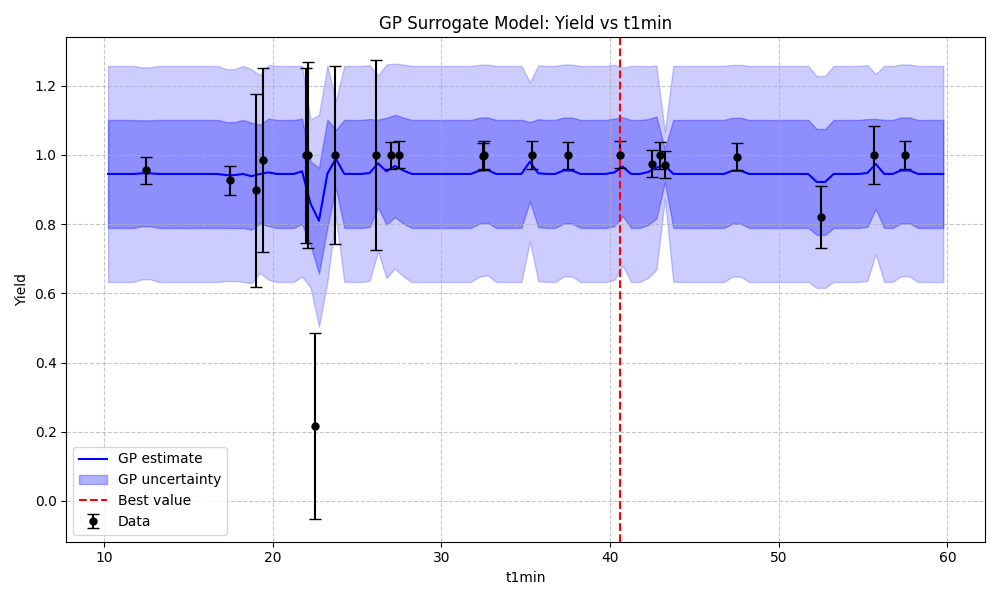 GP Surrogate Model: Yield vs t1min
Yield
1.2
1.0
0.8
0.6
0.4
0.2
0.0
GP estimate
GP uncertainty
Best value
Data
10
20
30
40
50
60
t1min